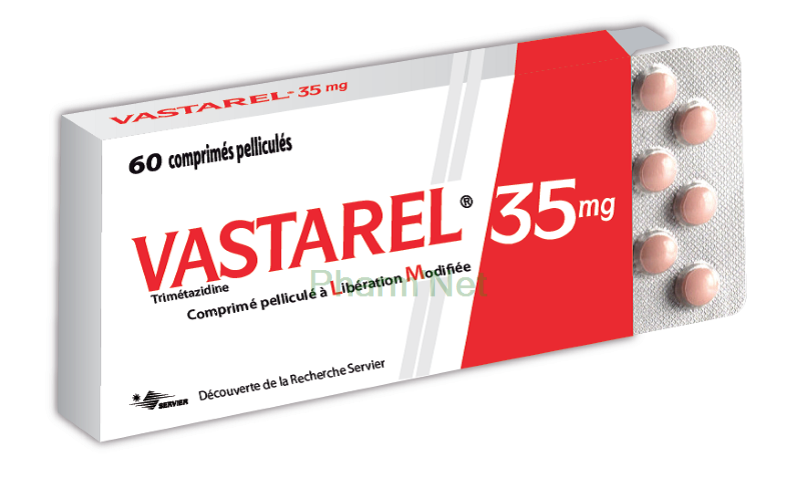 VASTAREL® 35 mg
60 comprimés pelliculés
VASTAREL® 35mg
Trimétazidine
Comprimé pelliculé à Libération Modifiée
Pharm Net
SERVIER
Découverte de la Recherche Servier